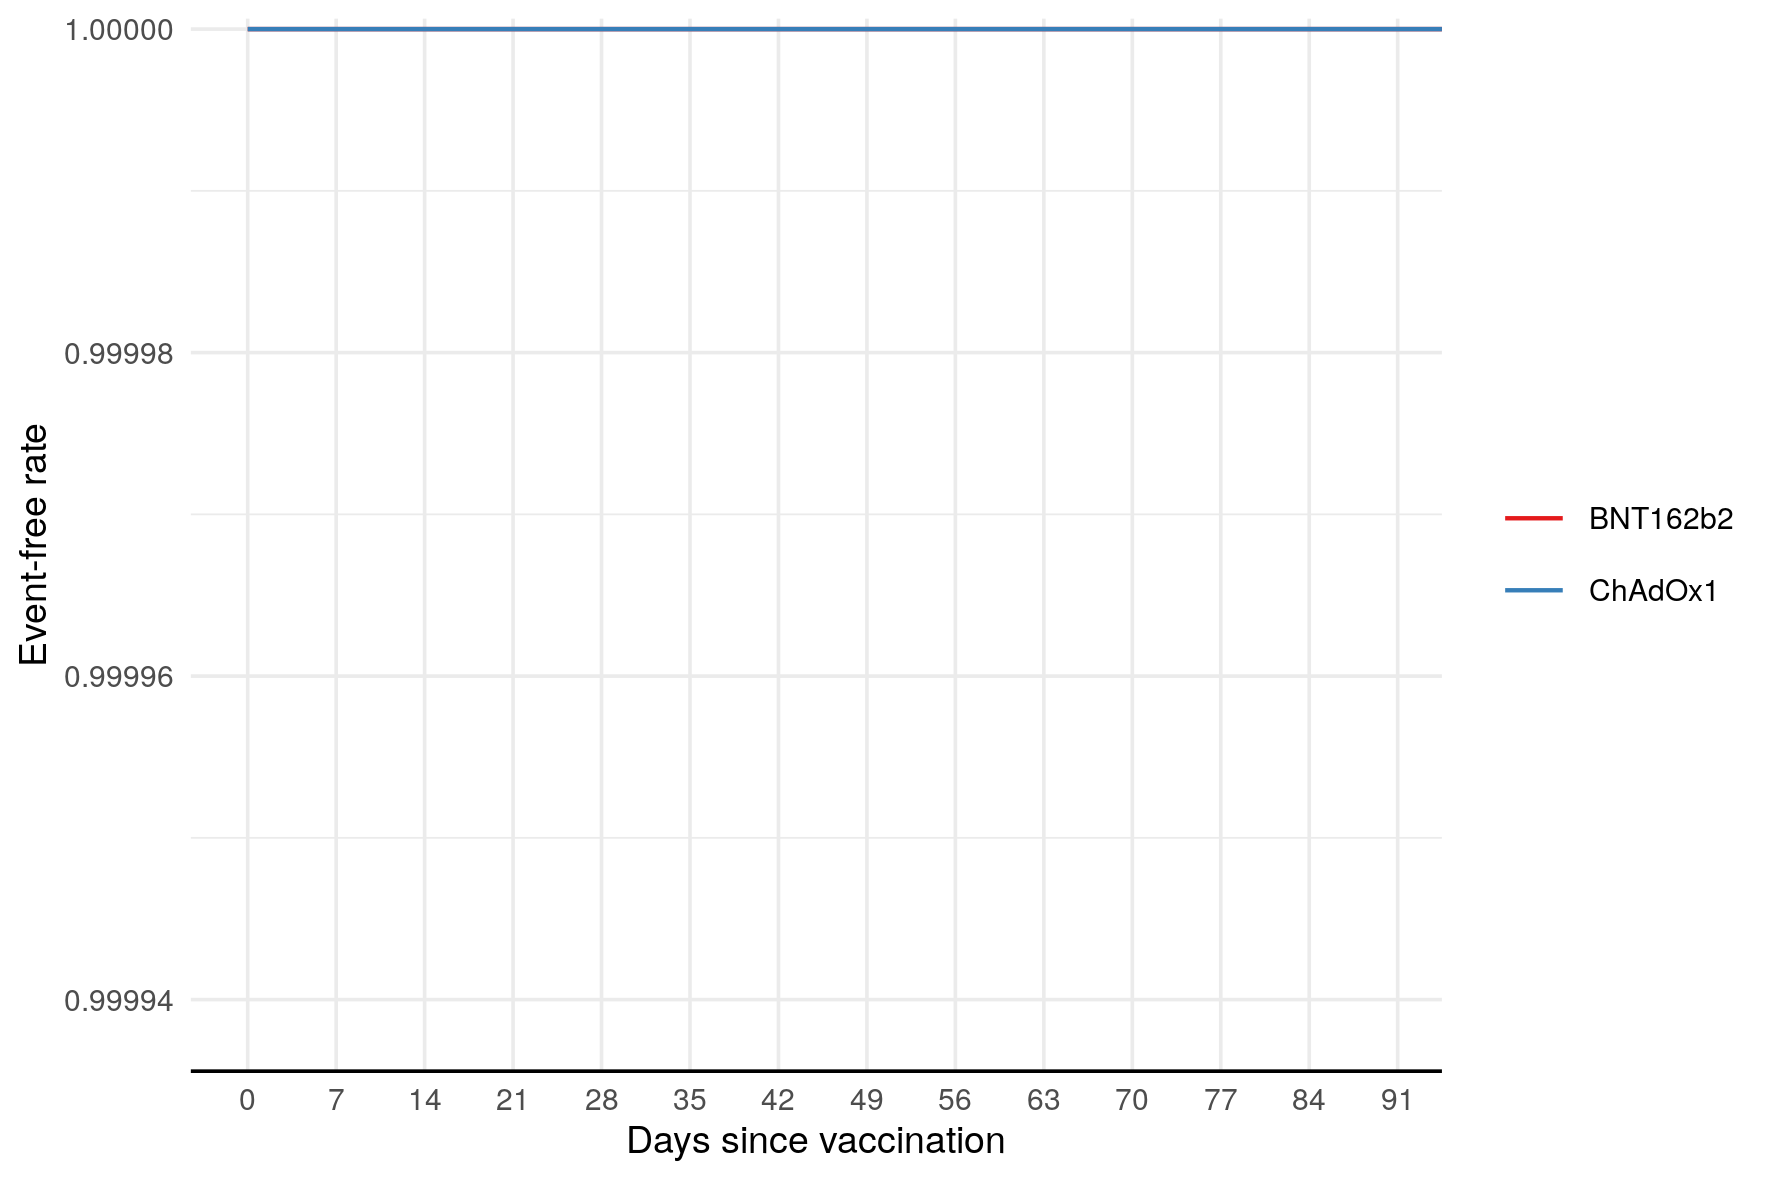 1.00000
0.99998
0.99996
0.99994
Event-free rate
0 7 14 21 28 35 42 49 56 63 70 77 84 91
Days since vaccination
BNT162b2
ChAdOx1